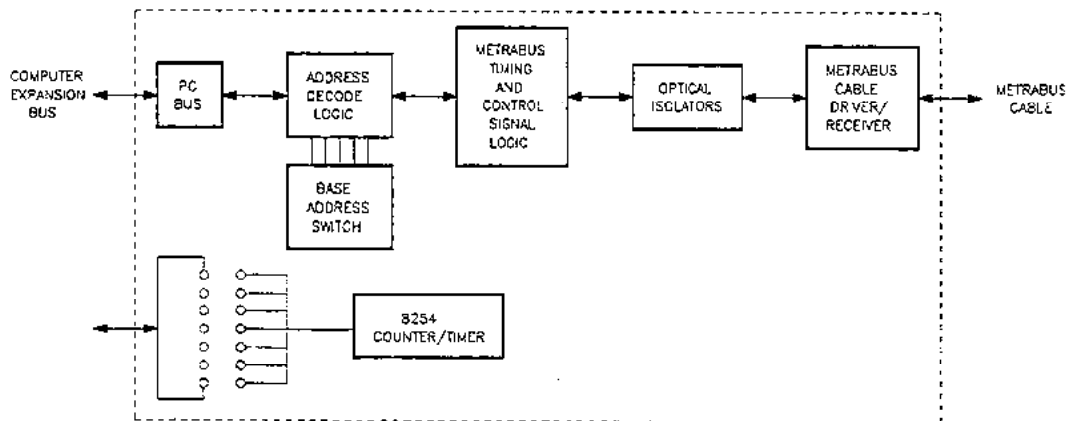 COMPUTER
EXPANSION
BUS
PC
BUS
ADDRESS
DECODE
LOGIC
BASE
ADDRESS
SWITCH
METRABUS
TIMING
AND
CONTROL
SIGNAL
LOGIC
OPTICAL
ISOLATORS
METRABUS
CABLE
DRIVER/
RECEIVER
METRABUS
CABLE
8254
COUNTER/TIMER